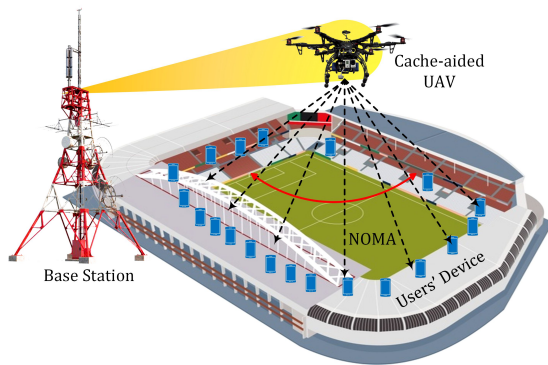 Cache-aided
UAV
NOMA
Base Station
Users' Device